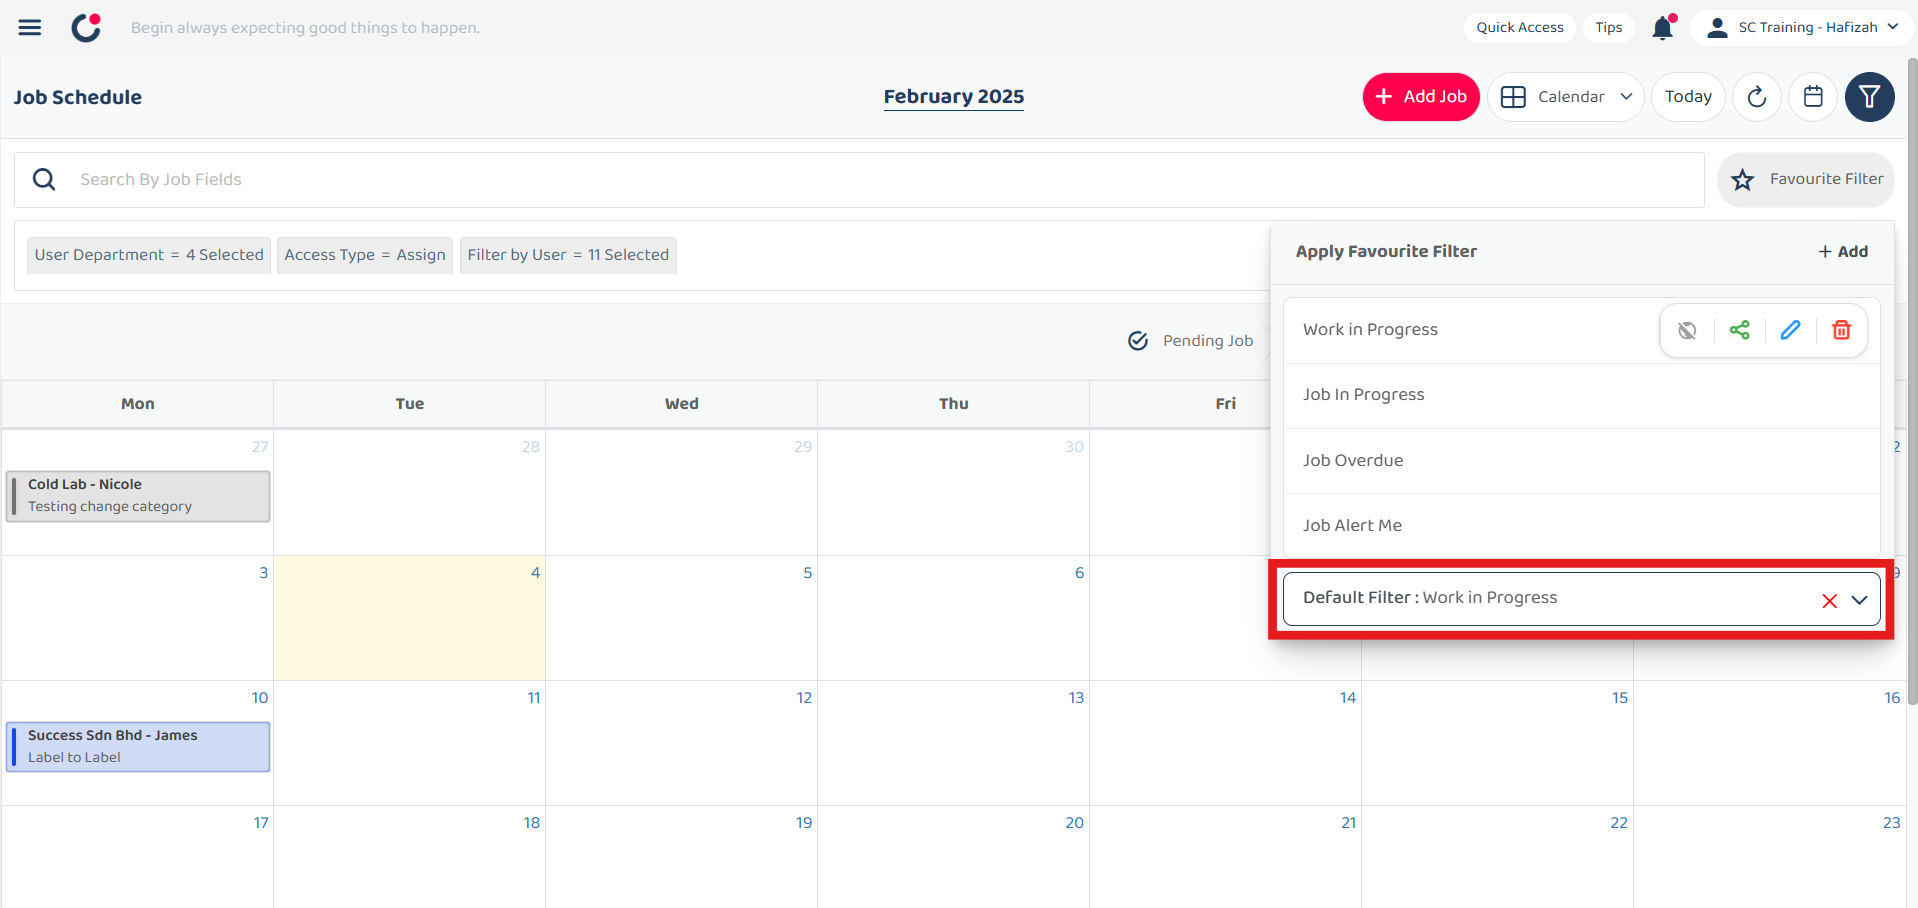 Begin always expecting good things to happen.
Quick Access
Tips
SC Training - Hafizah
Job Schedule
February 2025
+ Add Job
Calendar
Today
Search By Job Fields
Favourite Filter
User Department = 4 Selected
Access Type = Assign
Filter by User = 11 Selected
Apply Favourite Filter
+ Add
Work in Progress
Job In Progress
Job Overdue
Job Alert Me
Default Filter : Work in Progress
Pending Job
Mon
Tue
Wed
Thu
Fri
27
28
29
30
2
Cold Lab - Nicole
Testing change category
3
4
5
6
9
10
11
12
13
14
15
16
Success Sdn Bhd - James
Label to Label
17
18
19
20
21
22
23